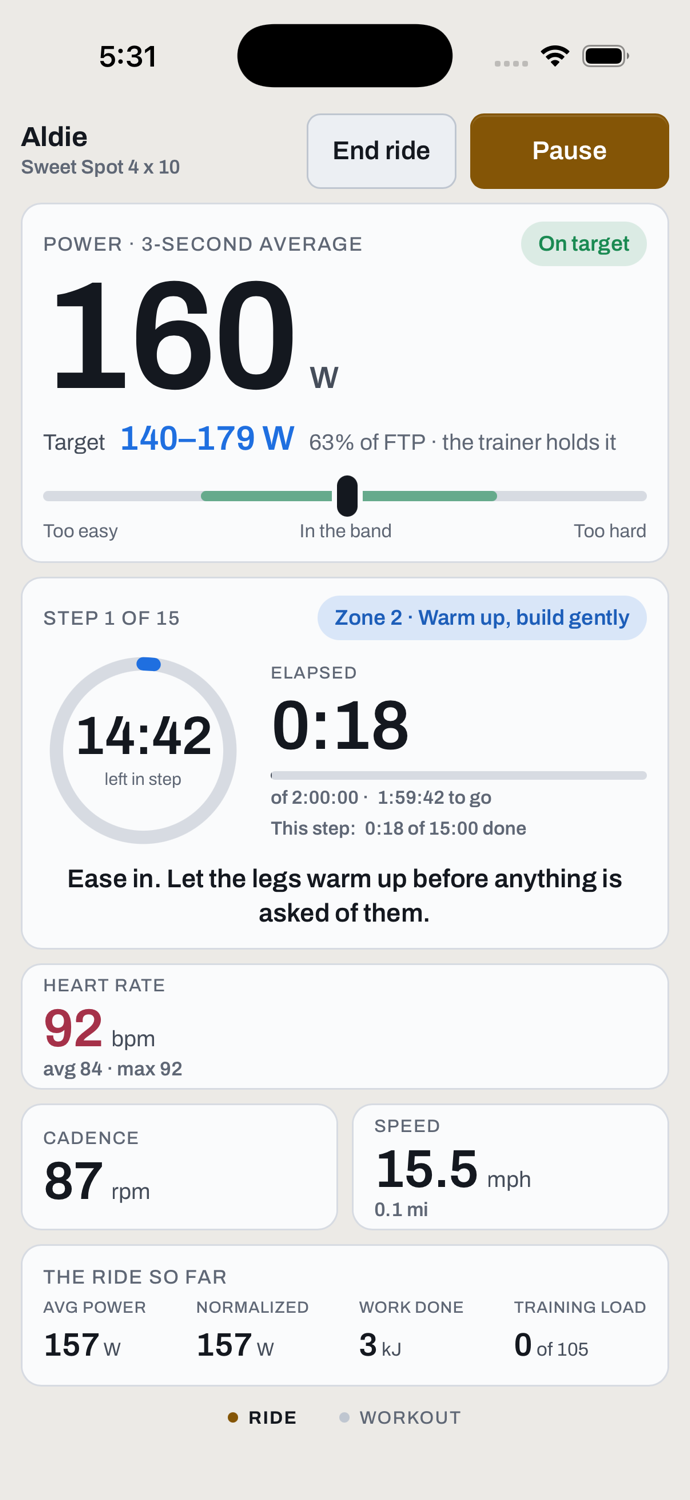 5:31
Aldie
Sweet Spot 4 x 10
End ride
Pause
POWER · 3-SECOND AVERAGE
On target
160 W
Target 140–179 W 63% of FTP · the trainer holds it
Too easy
In the band
Too hard
STEP 1 OF 15
Zone 2 · Warm up, build gently
14:42
left in step
ELAPSED
0:18
of 2:00:00 · 1:59:42 to go
This step: 0:18 of 15:00 done
Ease in. Let the legs warm up before anything is
asked of them.
HEART RATE
92 bpm
avg 84 · max 92
CADENCE
87 rpm
SPEED
15.5 mph
0.1 mi
THE RIDE SO FAR
AVG POWER
157 W
NORMALIZED
157 W
WORK DONE
3 kJ
TRAINING LOAD
0 of 105
RIDE
WORKOUT